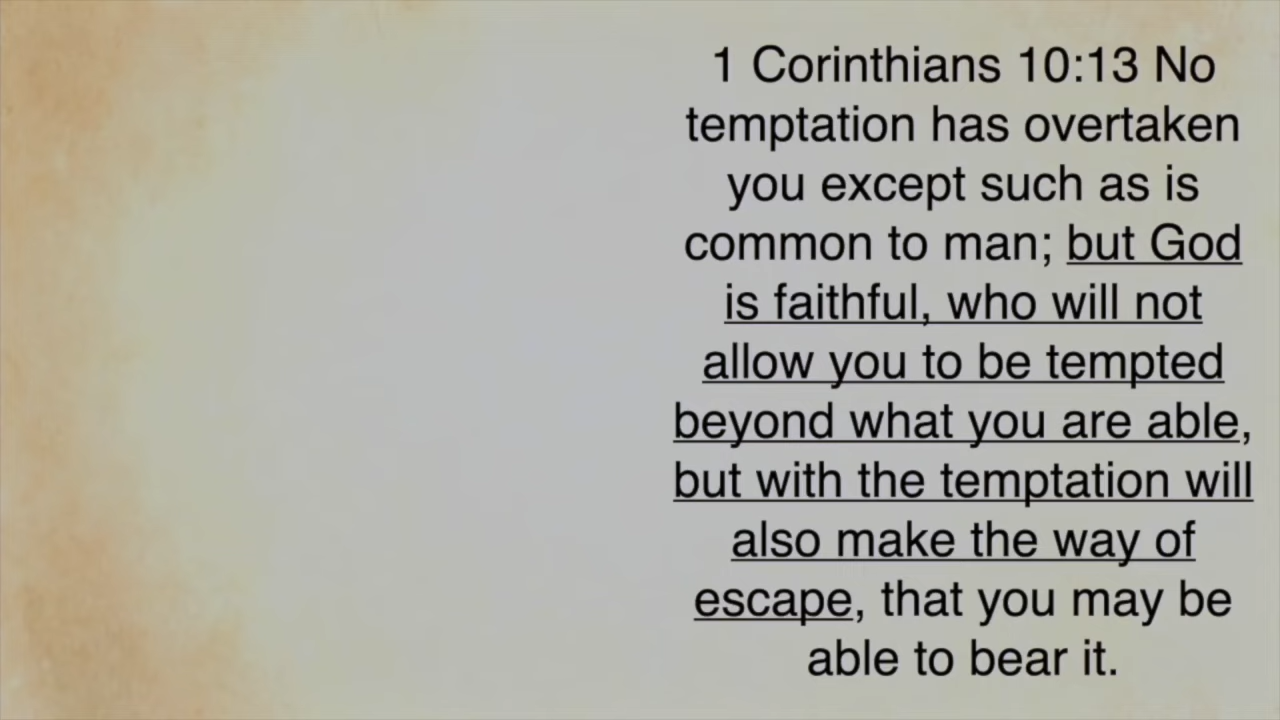 1 Corinthians 10:13 No
temptation has overtaken
you except such as is
common to man; but God
is faithful, who will not
allow you to be tempted
beyond what you are able,
but with the temptation will
also make the way of
escape, that you may be
able to bear it.